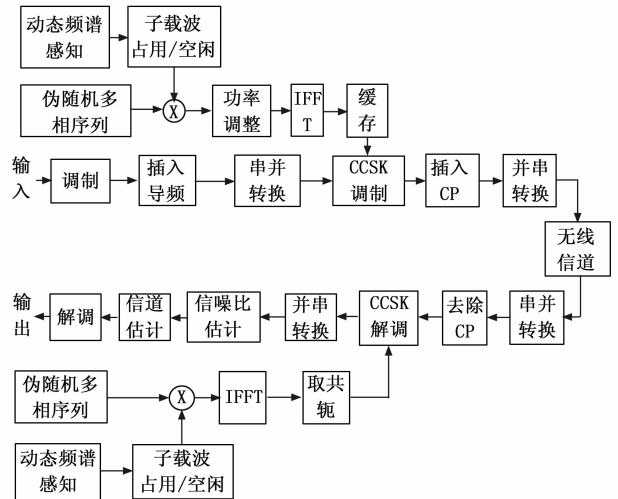 动态频谱
感知
子载波
占用/空闲
伪随机多
相序列
X
功率
调整
IFF
T
缓
存
输
入
调制
插入
导频
串并
转换
CCSK
调制
插入
CP
并串
转换
无线
信道
输
出
解调
信道
估计
信噪比
估计
并串
转换
CCSK
解调
去除
CP
串并
转换
伪随机多
相序列
X
IFFT
取共
轭
动态频谱
感知
子载波
占用/空闲